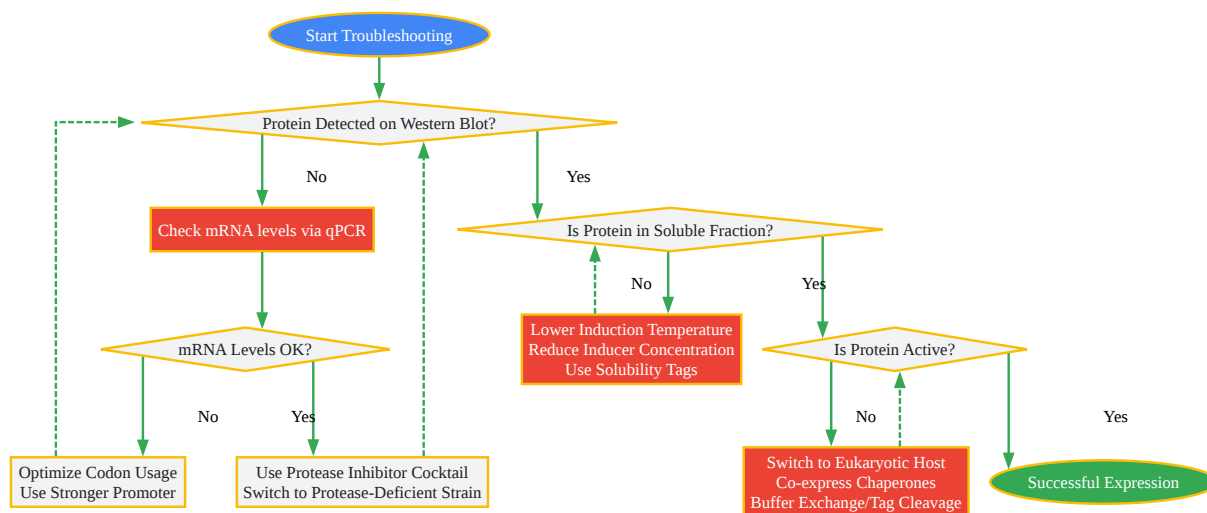 Start Troubleshooting
Protein Detected on Western Blot?
No
Yes
Check mRNA levels via qPCR
Is Protein in Soluble Fraction?
No
Yes
Lower Induction Temperature
Reduce Inducer Concentration
Use Solubility Tags
mRNA Levels OK?
Is Protein Active?
No
Yes
No
Yes
Optimize Codon Usage
Use Stronger Promoter
Use Protease Inhibitor Cocktail
Switch to Protease-Deficient Strain
Switch to Eukaryotic Host
Co-express Chaperones
Buffer Exchange/Tag Cleavage
Successful Expression